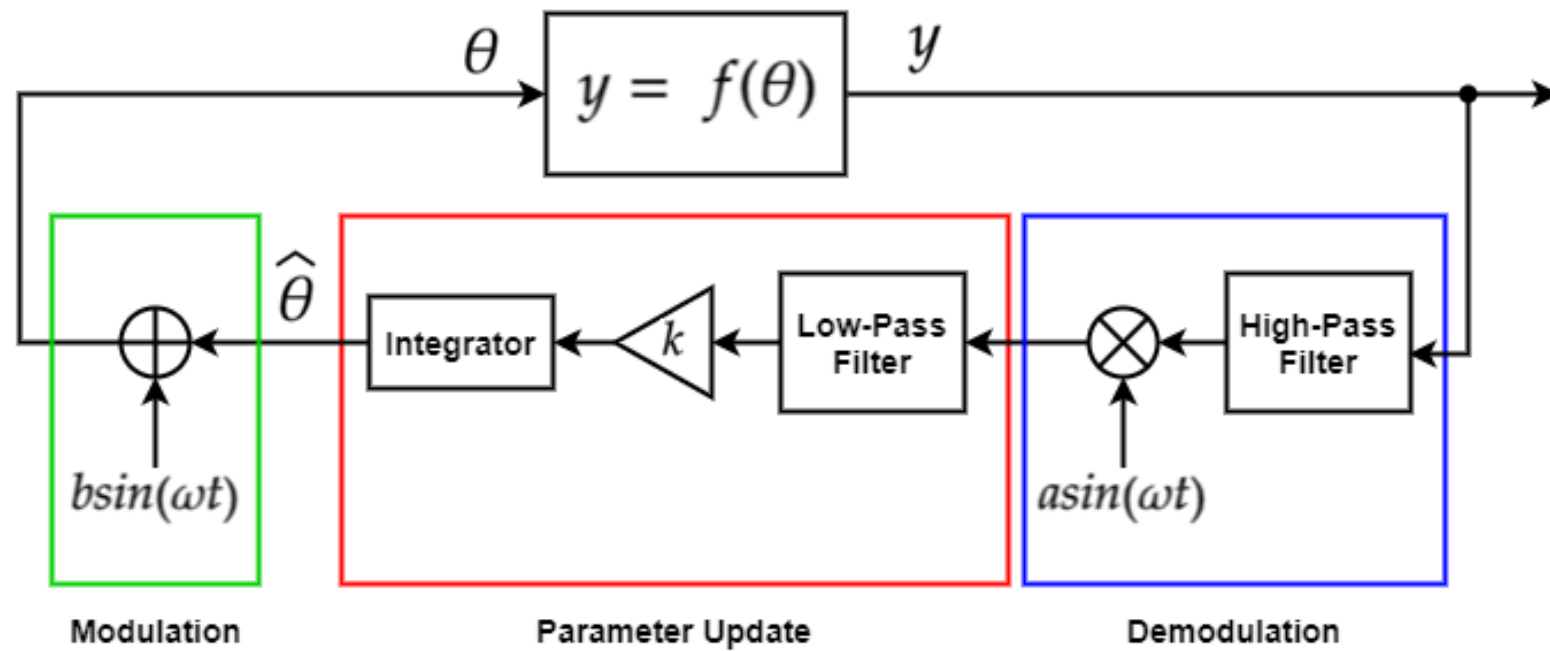 θ
y = f(θ)
y
θ̂
Integrator
k
Low-Pass
Filter
High-Pass
Filter
bsin(ωt)
asin(ωt)
Modulation
Parameter Update
Demodulation